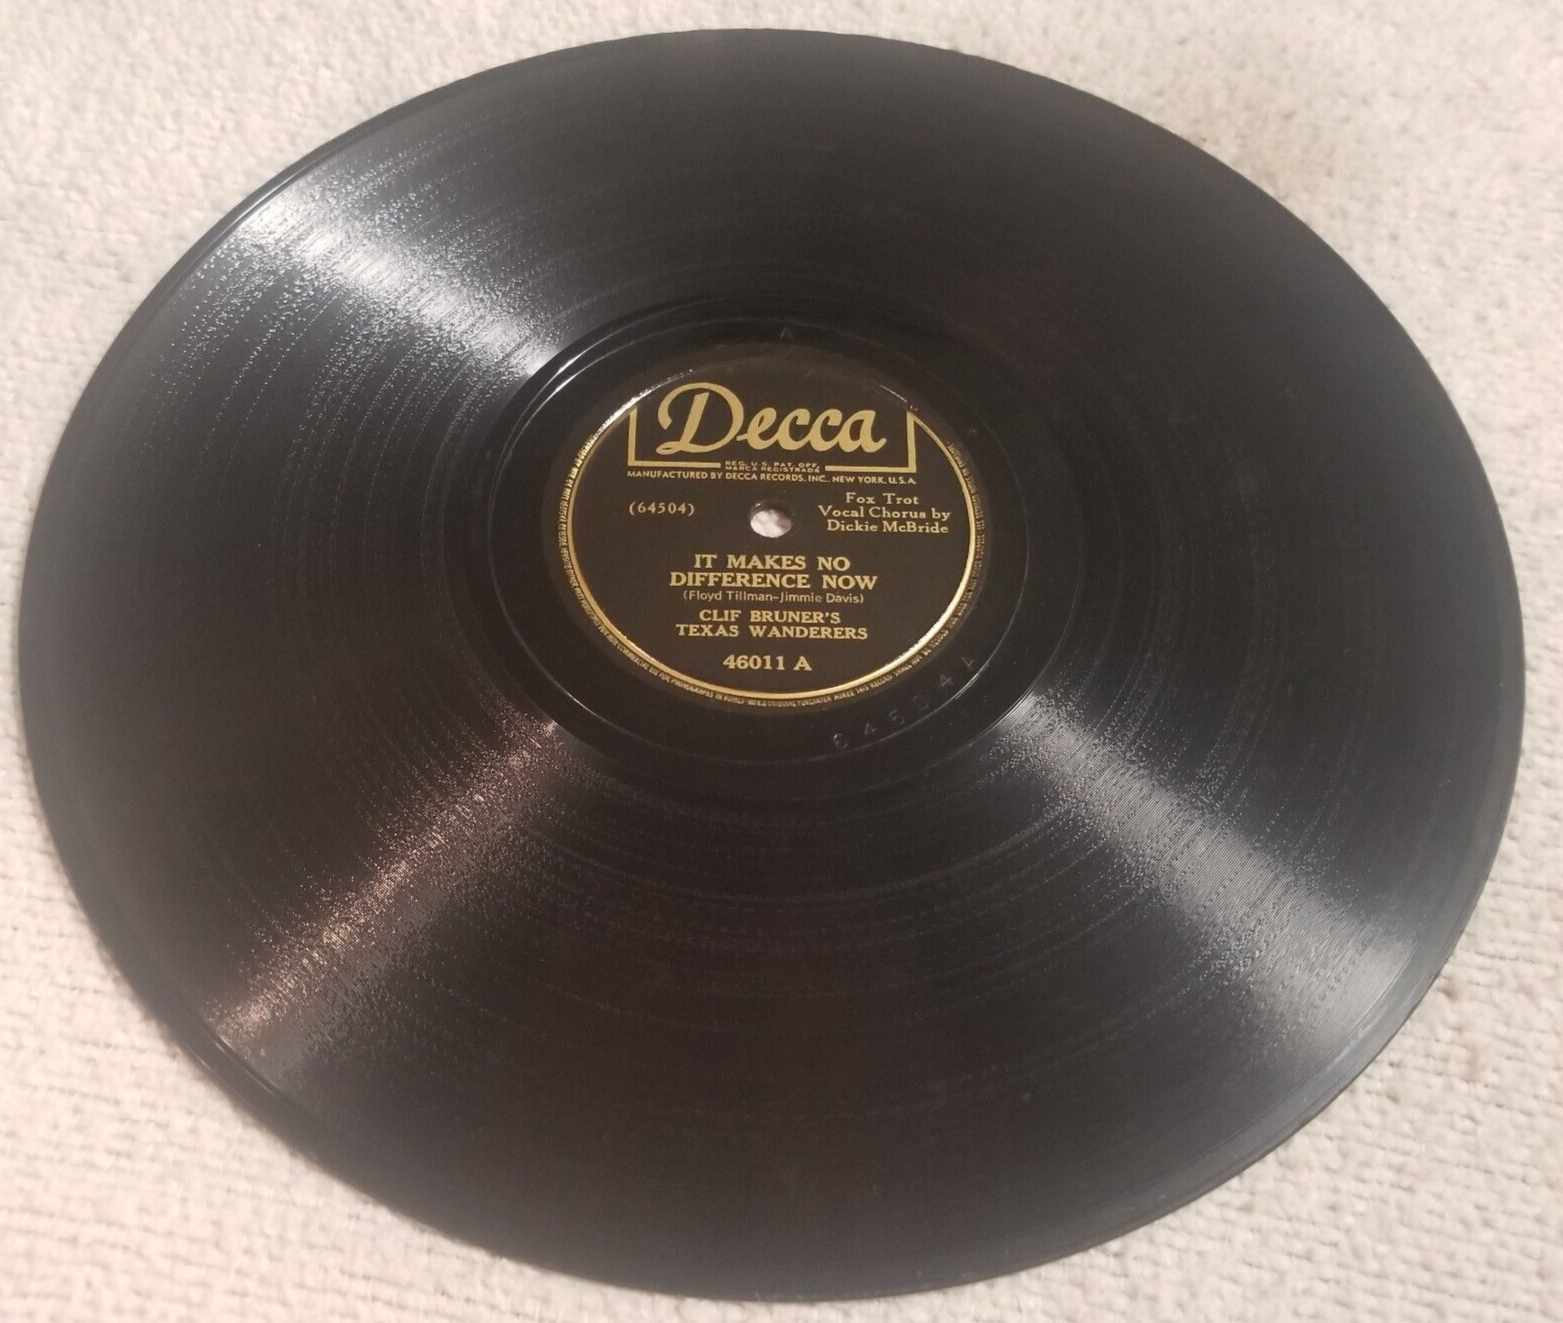 Decca
REG. U.S. PAT. OFF.
MARCA REGISTRADA
MANUFACTURED BY DECCA RECORDS, INC., NEW YORK, U.S.A.
(64504)
Fox Trot
Vocal Chorus by
Dickie McBride
IT MAKES NO
DIFFERENCE NOW
(Floyd Tillman-Jimmie Davis)
CLIF BRUNER'S
TEXAS WANDERERS
46011 A
64504A
A